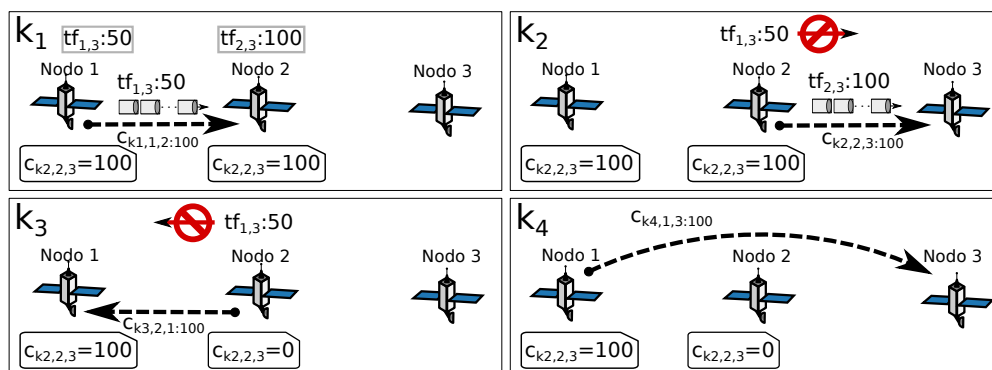 k1
tf1,3:50
tf2,3:100
Nodo 1
Nodo 2
Nodo 3
tf1,3:50
ck1,1,2:100
ck2,2,3=100
ck2,2,3=100
k2
tf1,3:50
Nodo 1
Nodo 2
Nodo 3
tf2,3:100
ck2,2,3:100
ck2,2,3=100
ck2,2,3=100
k3
tf1,3:50
Nodo 1
Nodo 2
Nodo 3
ck3,2,1:100
ck2,2,3=100
ck2,2,3=0
k4
ck4,1,3:100
Nodo 1
Nodo 2
Nodo 3
ck2,2,3=100
ck2,2,3=0